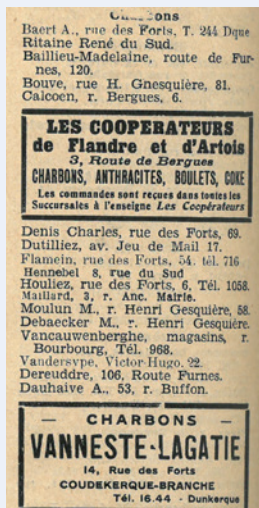 Charbons
Baert A., rue des Forts, T. 244 Dque
Ritaine René du Sud.
Baillieu-Madelaine, route de Fur-
nes, 120.
Bouve, rue H. Gnesquière, 81.
Calcoen, r. Bergues, 6.
LES COOPERATEURS
de Flandre et d'Artois
3, Route de Bergues
CHARBONS, ANTHRACITES, BOULETS, COKE
Les commandes sont reçues dans toutes les
Succursales à l'enseigne Les Coopérateurs
Denis Charles, rue des Forts, 69.
Dutilliez, av. Jeu de Mail 17.
Flamein, rue des Forts, 54. tél. 716
Hennebel 8, rue du Sud
Houliez, rue des Forts, 6, Tél. 1058.
Maillard, 3, r. Anc. Mairie.
Moulun M., r. Henri Gesquière, 58.
Debaecker M., r. Henri Gesquière.
Vancauwenberghe, magasins, r.
Bourbourg, Tél. 968.
Vandersype, Victor-Hugo, 22.
Dereuddre, 106, Route Furnes.
Dauhaive A., 53, r. Buffon.
— CHARBONS —
VANNESTE-LAGATIE
14, Rue des Forts
COUDEKERQUE-BRANCHE
Tél. 16.44 - Dunkerque